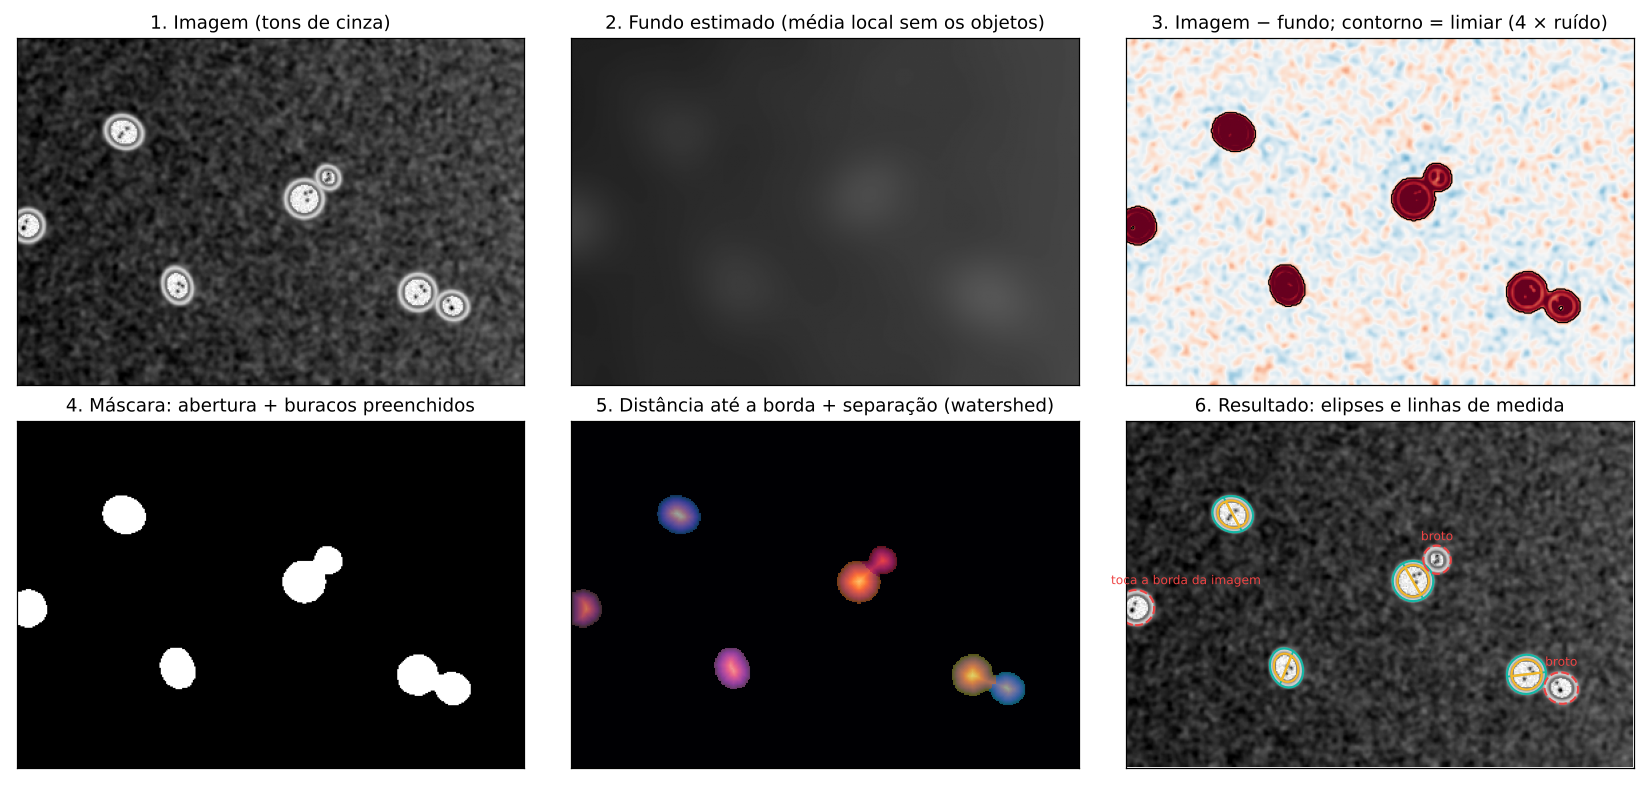 1. Imagem (tons de cinza)
2. Fundo estimado (média local sem os objetos)
3. Imagem − fundo; contorno = limiar (4 × ruído)
4. Máscara: abertura + buracos preenchidos
5. Distância até a borda + separação (watershed)
6. Resultado: elipses e linhas de medida
broto
toca a borda da imagem
broto